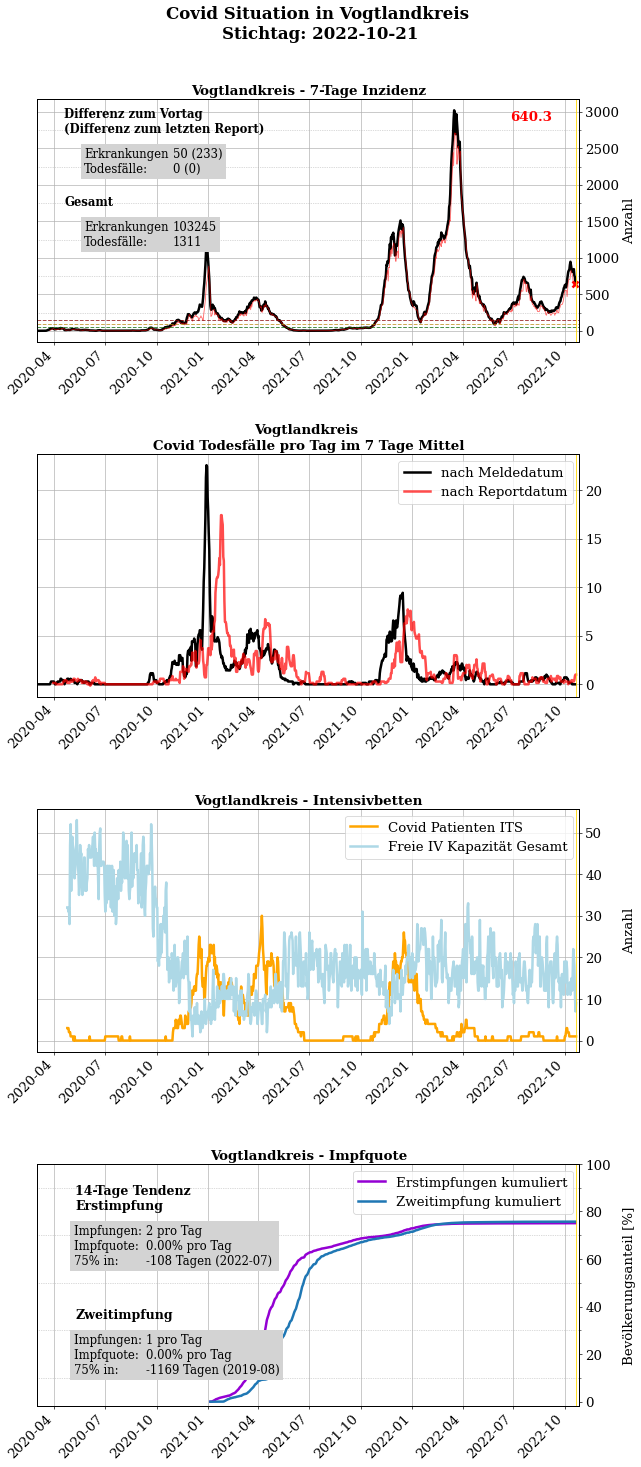 Covid Situation in Vogtlandkreis
Stichtag: 2022-10-21
Vogtlandkreis - 7-Tage Inzidenz
Differenz zum Vortag
(Differenz zum letzten Report)
Erkrankungen 50 (233)
Todesfälle: 0 (0)
Gesamt
Erkrankungen 103245
Todesfälle: 1311
640.3
3000
2500
2000
1500
1000
500
0
Anzahl
2020-04 2020-07 2020-10 2021-01 2021-04 2021-07 2021-10 2022-01 2022-04 2022-07 2022-10
Vogtlandkreis
Covid Todesfälle pro Tag im 7 Tage Mittel
nach Meldedatum
nach Reportdatum
20
15
10
5
0
2020-04 2020-07 2020-10 2021-01 2021-04 2021-07 2021-10 2022-01 2022-04 2022-07 2022-10
Vogtlandkreis - Intensivbetten
Covid Patienten ITS
Freie IV Kapazität Gesamt
50
40
30
20
10
0
Anzahl
2020-04 2020-07 2020-10 2021-01 2021-04 2021-07 2021-10 2022-01 2022-04 2022-07 2022-10
Vogtlandkreis - Impfquote
14-Tage Tendenz
Erstimpfung
Impfungen: 2 pro Tag
Impfquote: 0.00% pro Tag
75% in: -108 Tagen (2022-07)
Zweitimpfung
Impfungen: 1 pro Tag
Impfquote: 0.00% pro Tag
75% in: -1169 Tagen (2019-08)
Erstimpfungen kumuliert
Zweitimpfung kumuliert
100
80
60
40
20
0
Bevölkerungsanteil [%]
2020-04 2020-07 2020-10 2021-01 2021-04 2021-07 2021-10 2022-01 2022-04 2022-07 2022-10